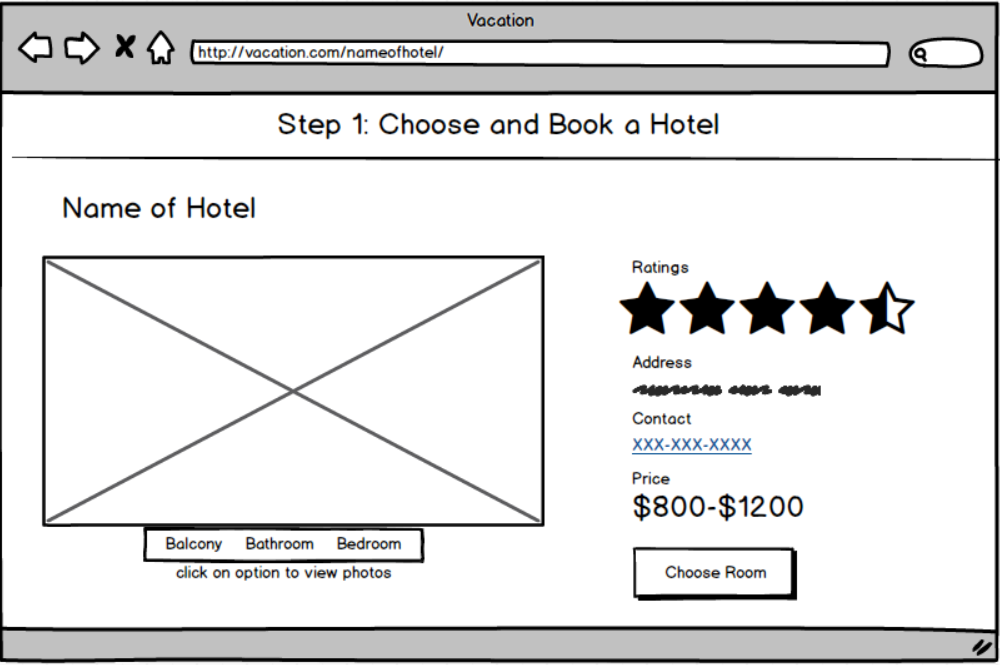 Vacation
http://vacation.com/nameofhotel/
Step 1: Choose and Book a Hotel
Name of Hotel
Ratings
Address
Contact
XXX-XXX-XXXX
Price
$800-$1200
Choose Room
Balcony Bathroom Bedroom
click on option to view photos